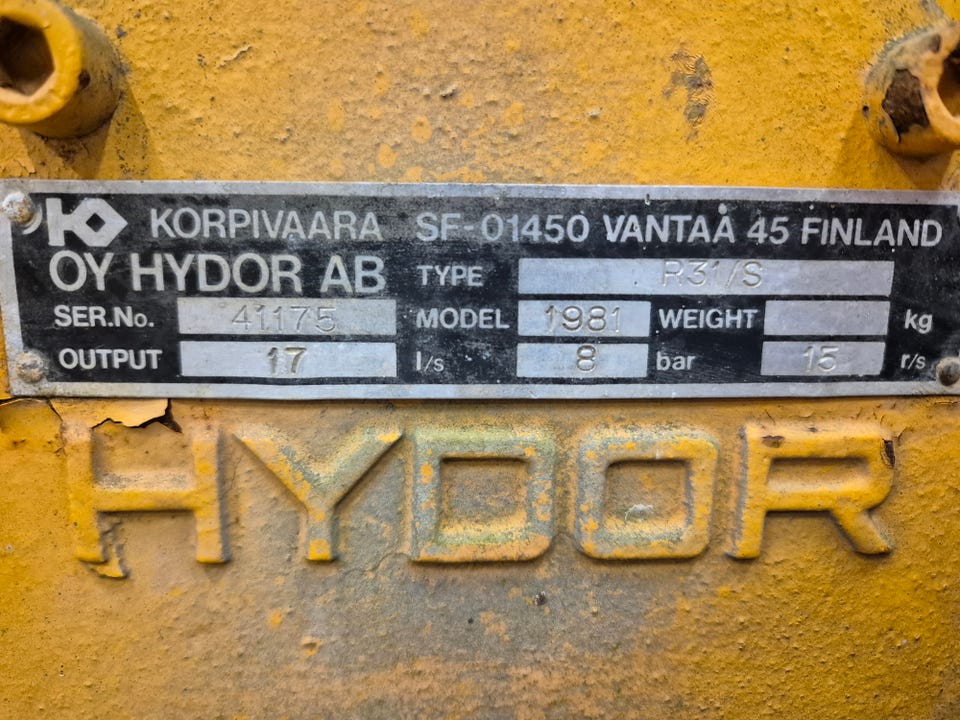 KORPIVAARA SF-01450 VANTAA 45 FINLAND
OY HYDOR AB TYPE R31/S
SER.No. 41175 MODEL 1981 WEIGHT kg
OUTPUT 17 l/s 8 bar 15 r/s
HYDOR